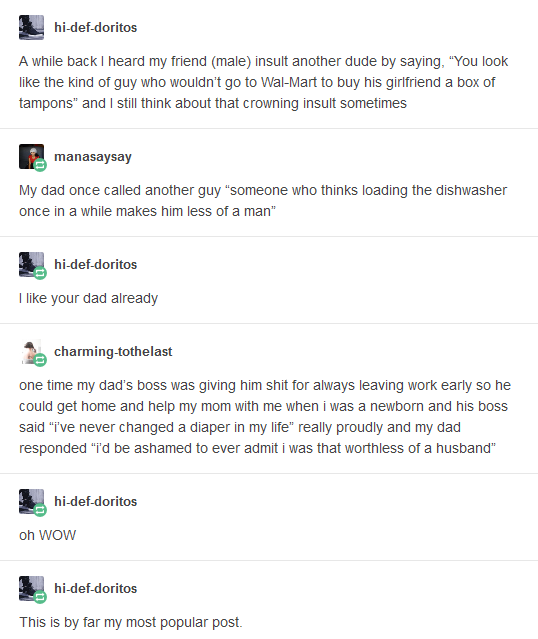 hi-def-doritos
A while back I heard my friend (male) insult another dude by saying, “You look
like the kind of guy who wouldn’t go to Wal-Mart to buy his girlfriend a box of
tampons” and I still think about that crowning insult sometimes
manasaysay
My dad once called another guy “someone who thinks loading the dishwasher
once in a while makes him less of a man”
hi-def-doritos
I like your dad already
charming-tothelast
one time my dad’s boss was giving him shit for always leaving work early so he
could get home and help my mom with me when i was a newborn and his boss
said “i’ve never changed a diaper in my life” really proudly and my dad
responded “i’d be ashamed to ever admit i was that worthless of a husband”
hi-def-doritos
oh WOW
hi-def-doritos
This is by far my most popular post.